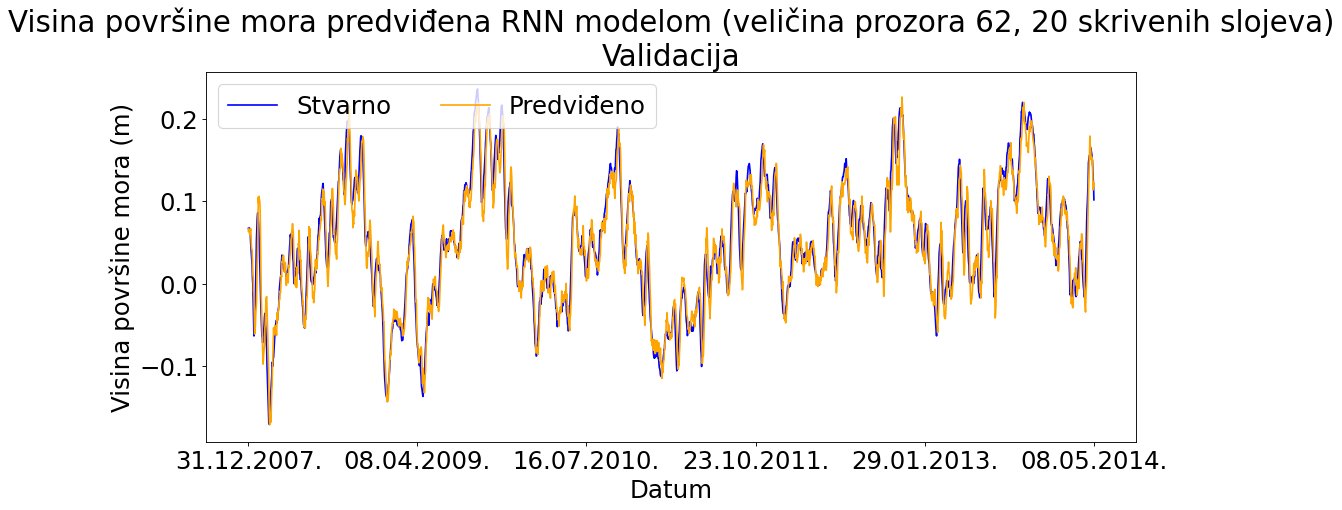 Visina površine mora predviđena RNN modelom (veličina prozora 62, 20 skrivenih slojeva)
Validacija
Stvarno
Predviđeno
Visina površine mora (m)
0.2
0.1
0.0
−0.1
31.12.2007.
08.04.2009.
16.07.2010.
23.10.2011.
29.01.2013.
08.05.2014.
Datum